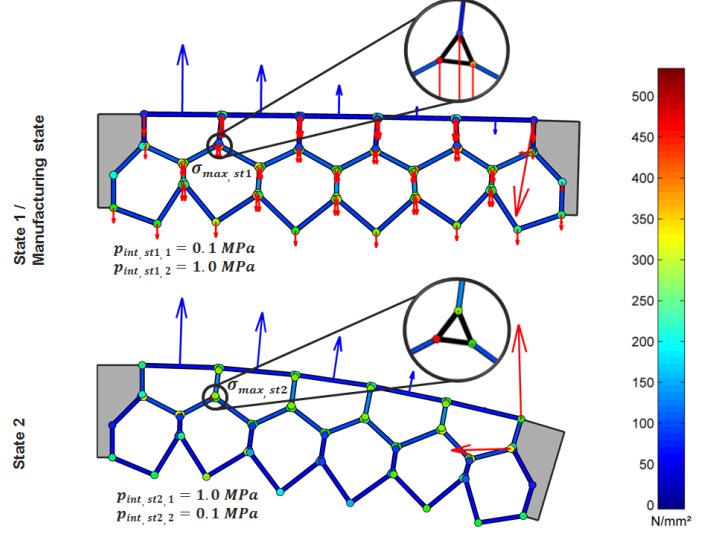 State 1 /
Manufacturing state
σmax, st1
pint, st1, 1 = 0.1 MPa
pint, st1, 2 = 1.0 MPa
State 2
σmax, st2
pint, st2, 1 = 1.0 MPa
pint, st2, 2 = 0.1 MPa
500
450
400
350
300
250
200
150
100
50
0
N/mm²